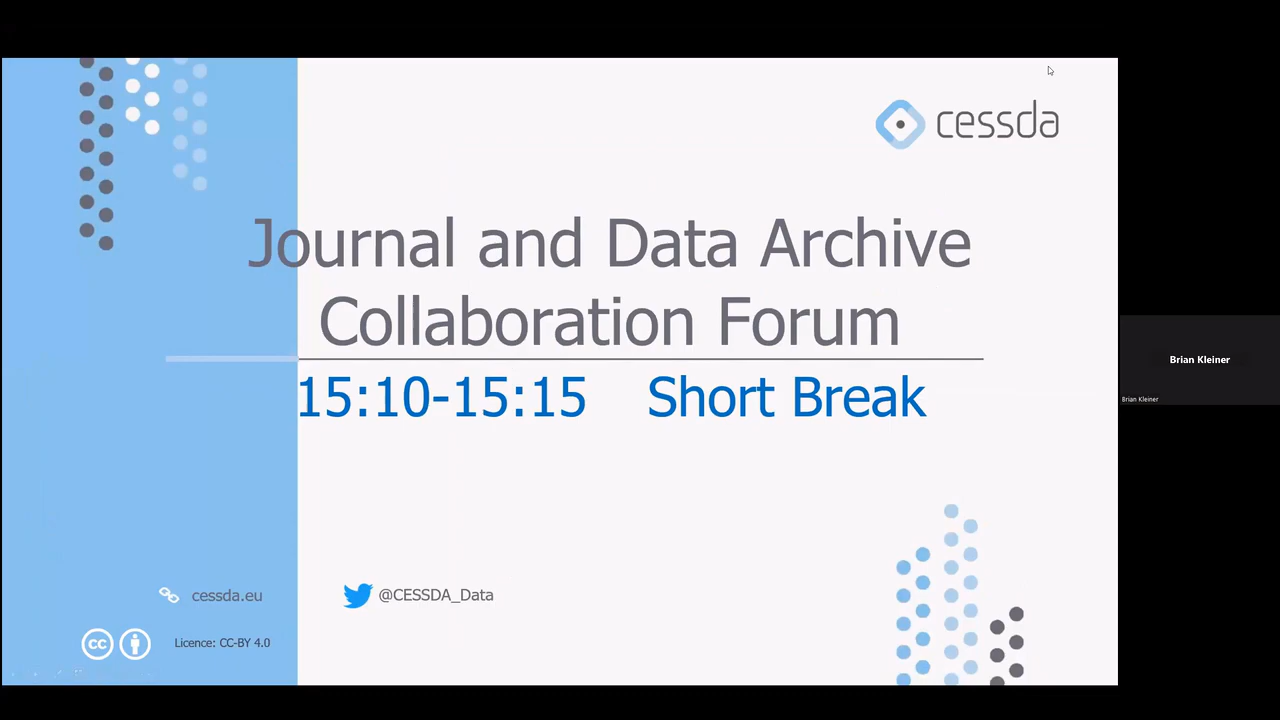 cessda
Journal and Data Archive
Collaboration Forum
15:10-15:15 Short Break
cessda.eu
@CESSDA_Data
cc
Licence: CC-BY 4.0
Brian Kleiner
Brian Kleiner